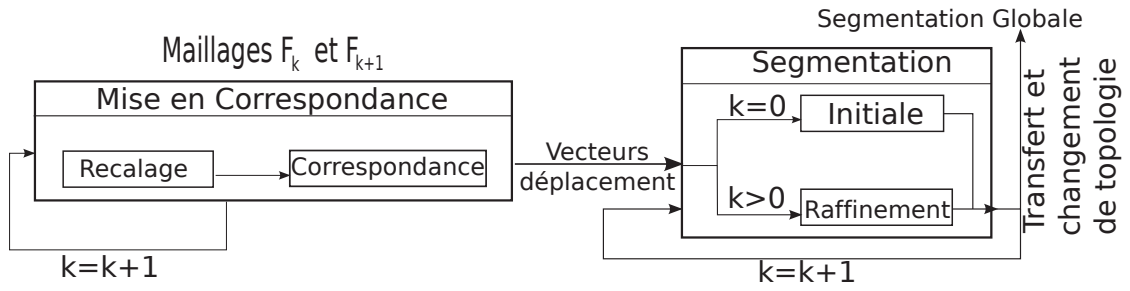 Maillages F_k et F_{k+1}
Mise en Correspondance
Recalage
Correspondance
k=k+1
Vecteurs
déplacement
Segmentation
k=0
Initiale
k>0
Raffinement
k=k+1
Segmentation Globale
Transfert et
changement
de topologie